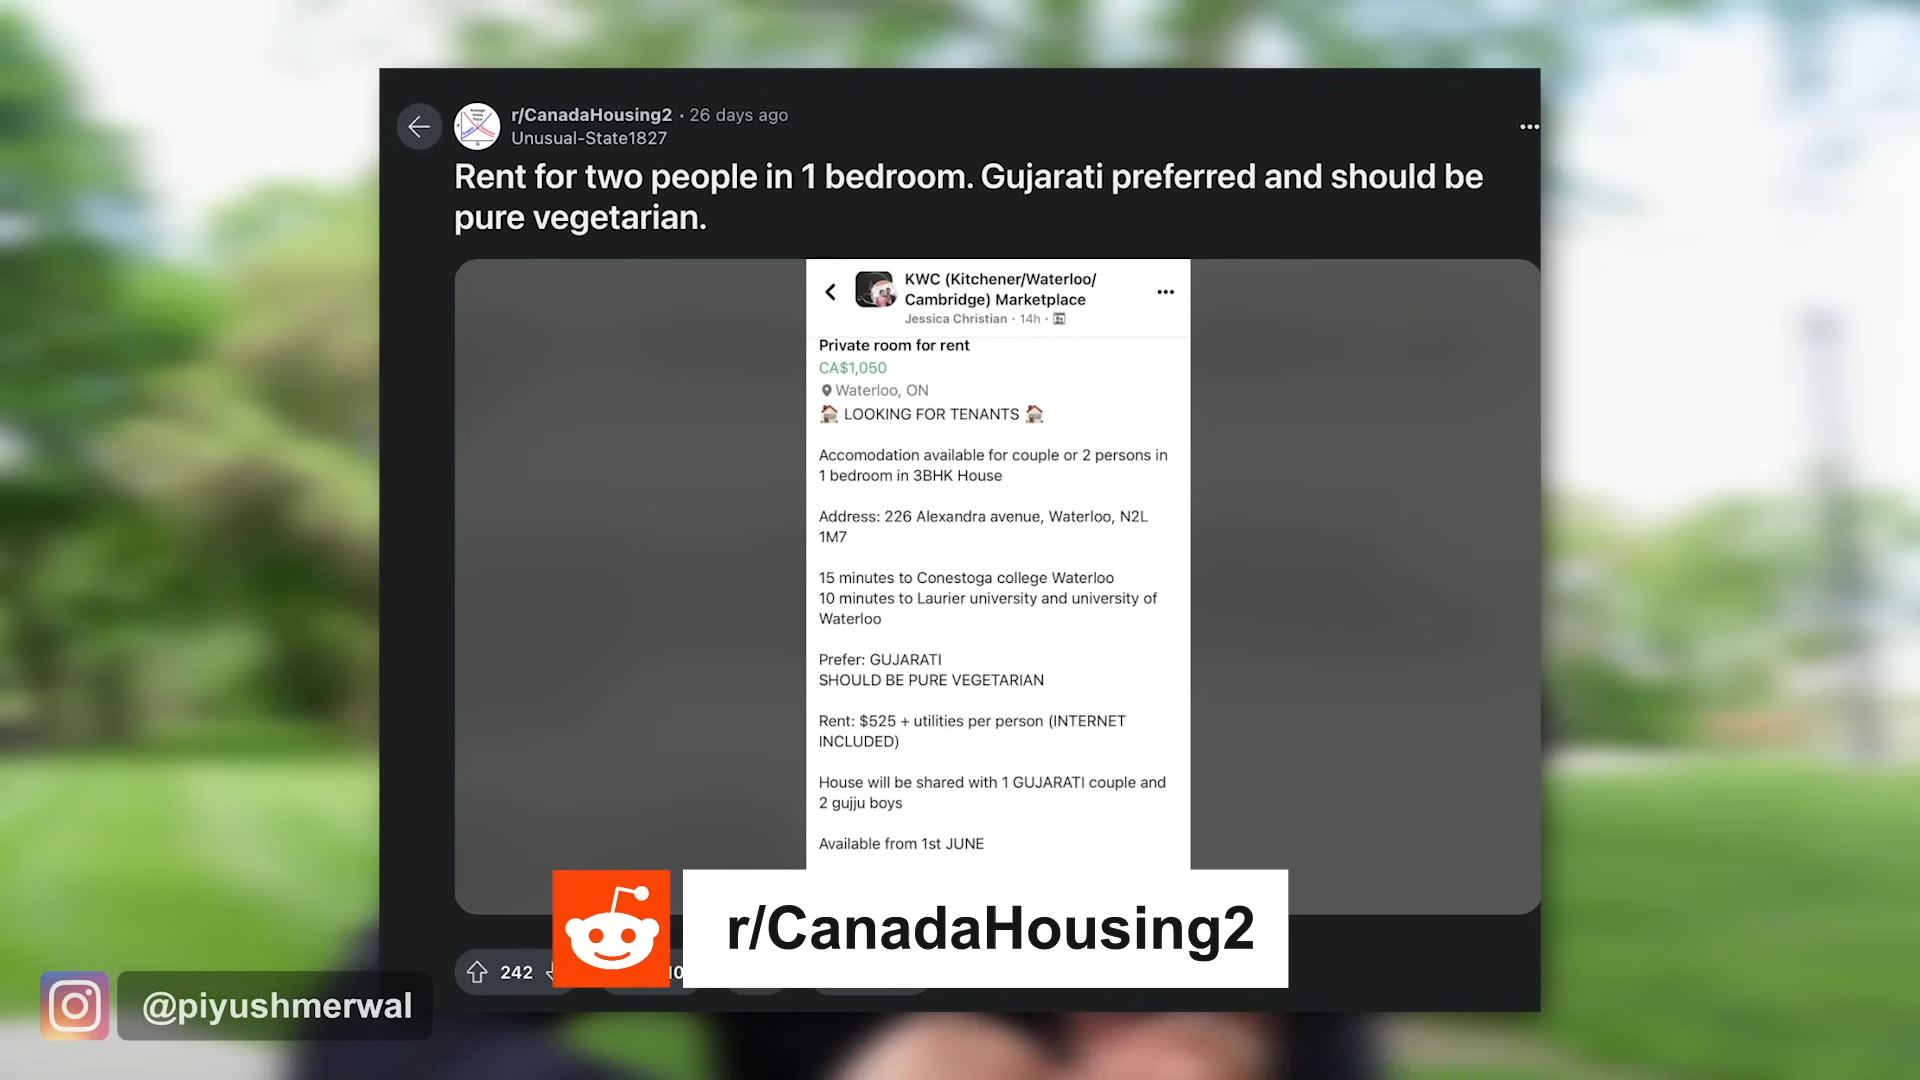 r/CanadaHousing2 · 26 days ago
Unusual-State1827
Rent for two people in 1 bedroom. Gujarati preferred and should be
pure vegetarian.
KWC (Kitchener/Waterloo/
Cambridge) Marketplace
Jessica Christian · 14h ·
Private room for rent
CA$1,050
Waterloo, ON
🏠 LOOKING FOR TENANTS 🏠
Accomodation available for couple or 2 persons in
1 bedroom in 3BHK House
Address: 226 Alexandra avenue, Waterloo, N2L
1M7
15 minutes to Conestoga college Waterloo
10 minutes to Laurier university and university of
Waterloo
Prefer: GUJARATI
SHOULD BE PURE VEGETARIAN
Rent: $525 + utilities per person (INTERNET
INCLUDED)
House will be shared with 1 GUJARATI couple and
2 gujju boys
Available from 1st JUNE
r/CanadaHousing2
242
@piyushmerwal